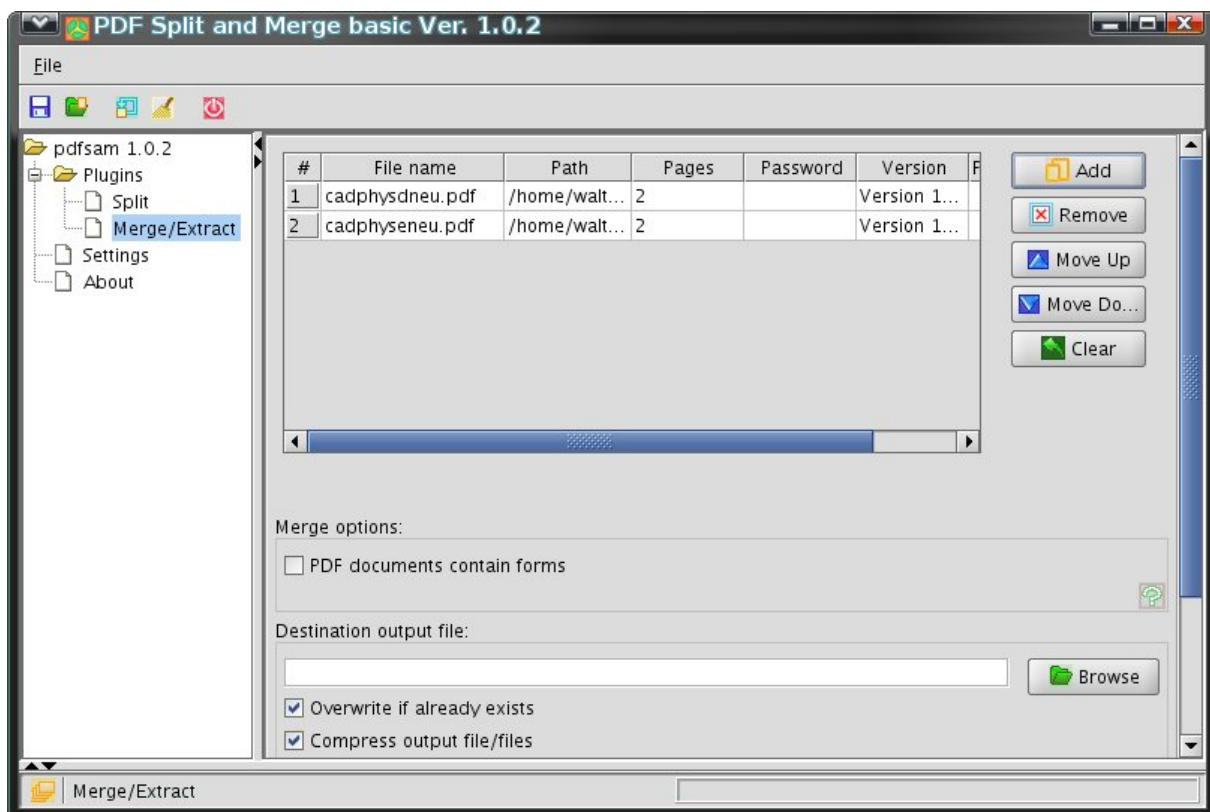 PDF Split and Merge basic Ver. 1.0.2
File
pdfsam 1.0.2
Plugins
Split
Merge/Extract
Settings
About
# File name Path Pages Password Version F
1 cadphysdneu.pdf /home/walt... 2 Version 1...
2 cadphyseneu.pdf /home/walt... 2 Version 1...
Add
Remove
Move Up
Move Do...
Clear
Merge options:
PDF documents contain forms
Destination output file:
Browse
Overwrite if already exists
Compress output file/files
Merge/Extract